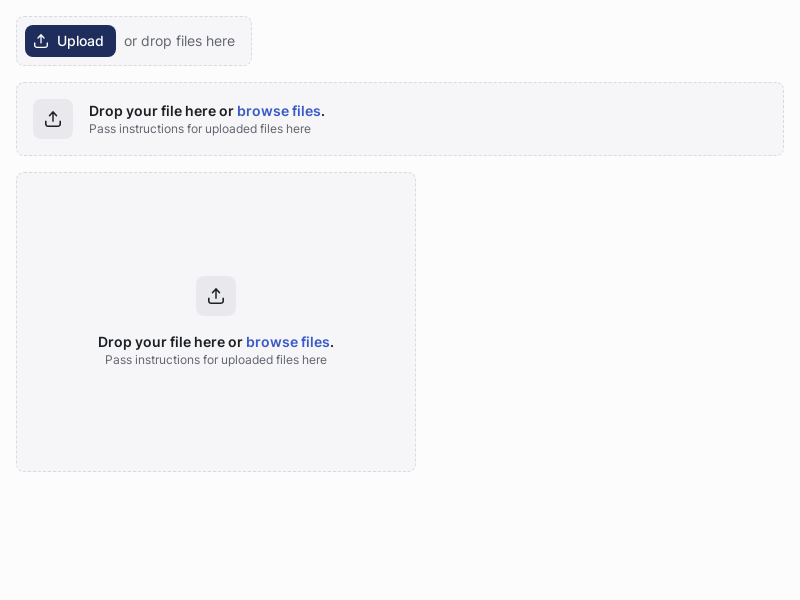 Upload or drop files here
Drop your file here or browse files.
Pass instructions for uploaded files here
Drop your file here or browse files.
Pass instructions for uploaded files here